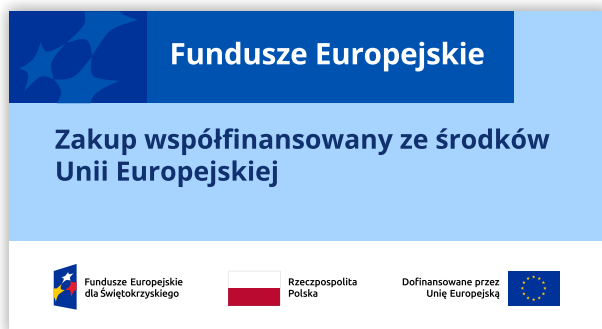 Fundusze Europejskie
Zakup współfinansowany ze środków
Unii Europejskiej
Fundusze Europejskie
dla Świętokrzyskiego
Rzeczpospolita
Polska
Dofinansowane przez
Unię Europejską